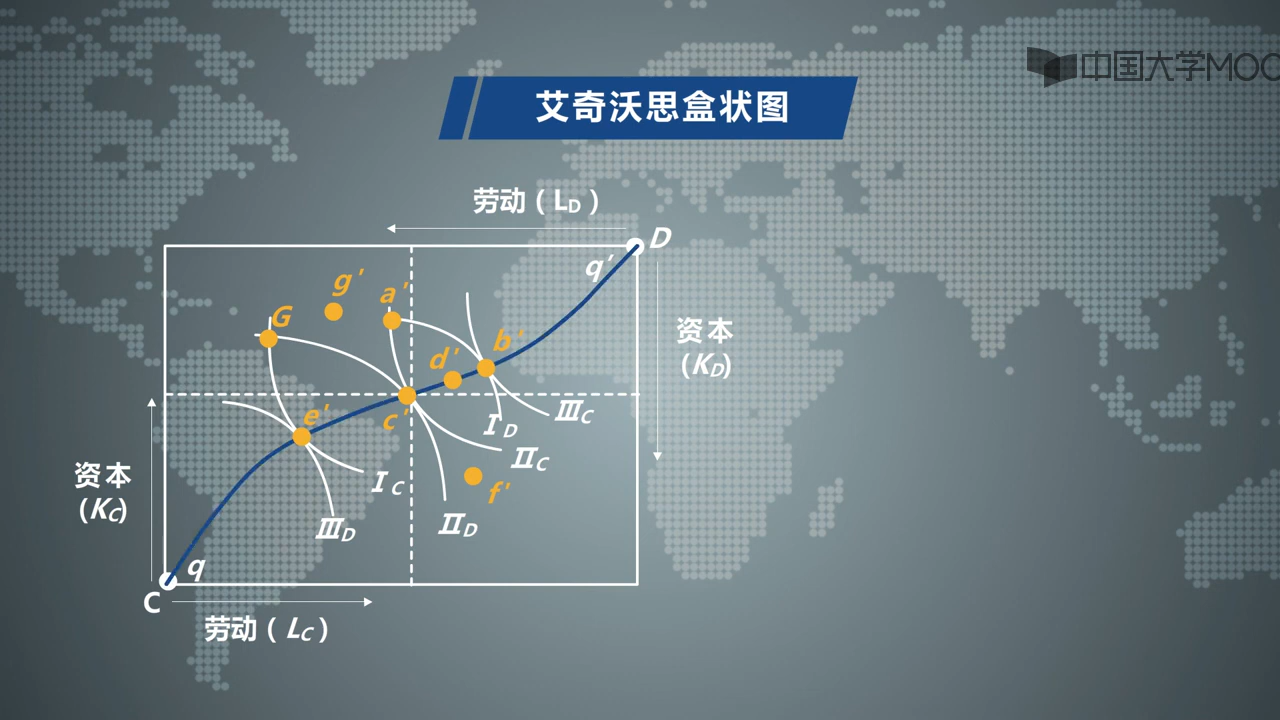 中国大学MOO
艾奇沃思盒状图
劳动（LD）
D
q′
g′
a′
G
资本
(KD)
b′
d′
e′
c′
IIIC
ID
IIC
资本
(KC)
IC
f′
IIID
IID
q
C
劳动（LC）